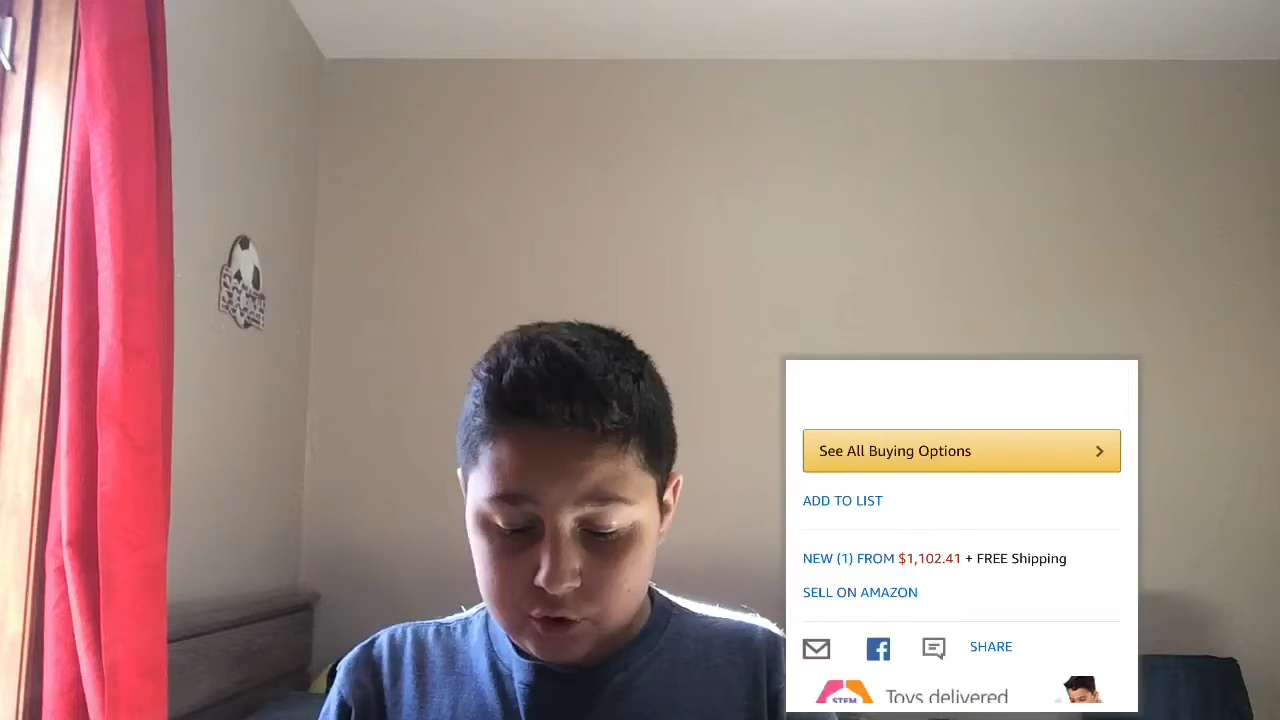 See All Buying Options
ADD TO LIST
NEW (1) FROM $1,102.41 + FREE Shipping
SELL ON AMAZON
SHARE
STEM
Toys delivered